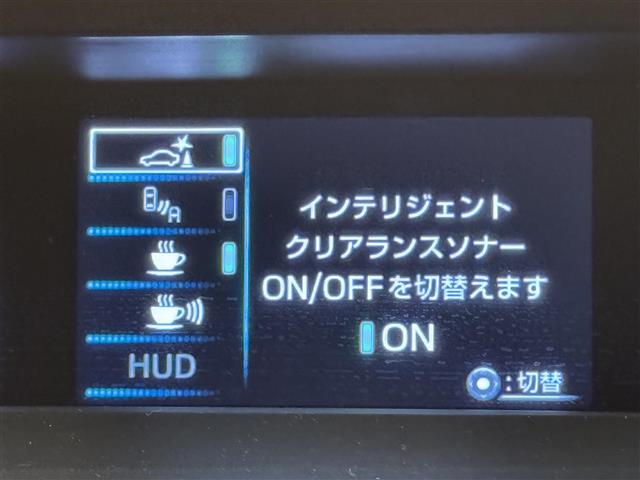 インテリジェント
クリアランスソナー
ON/OFFを切替えます
ON
HUD
:切替